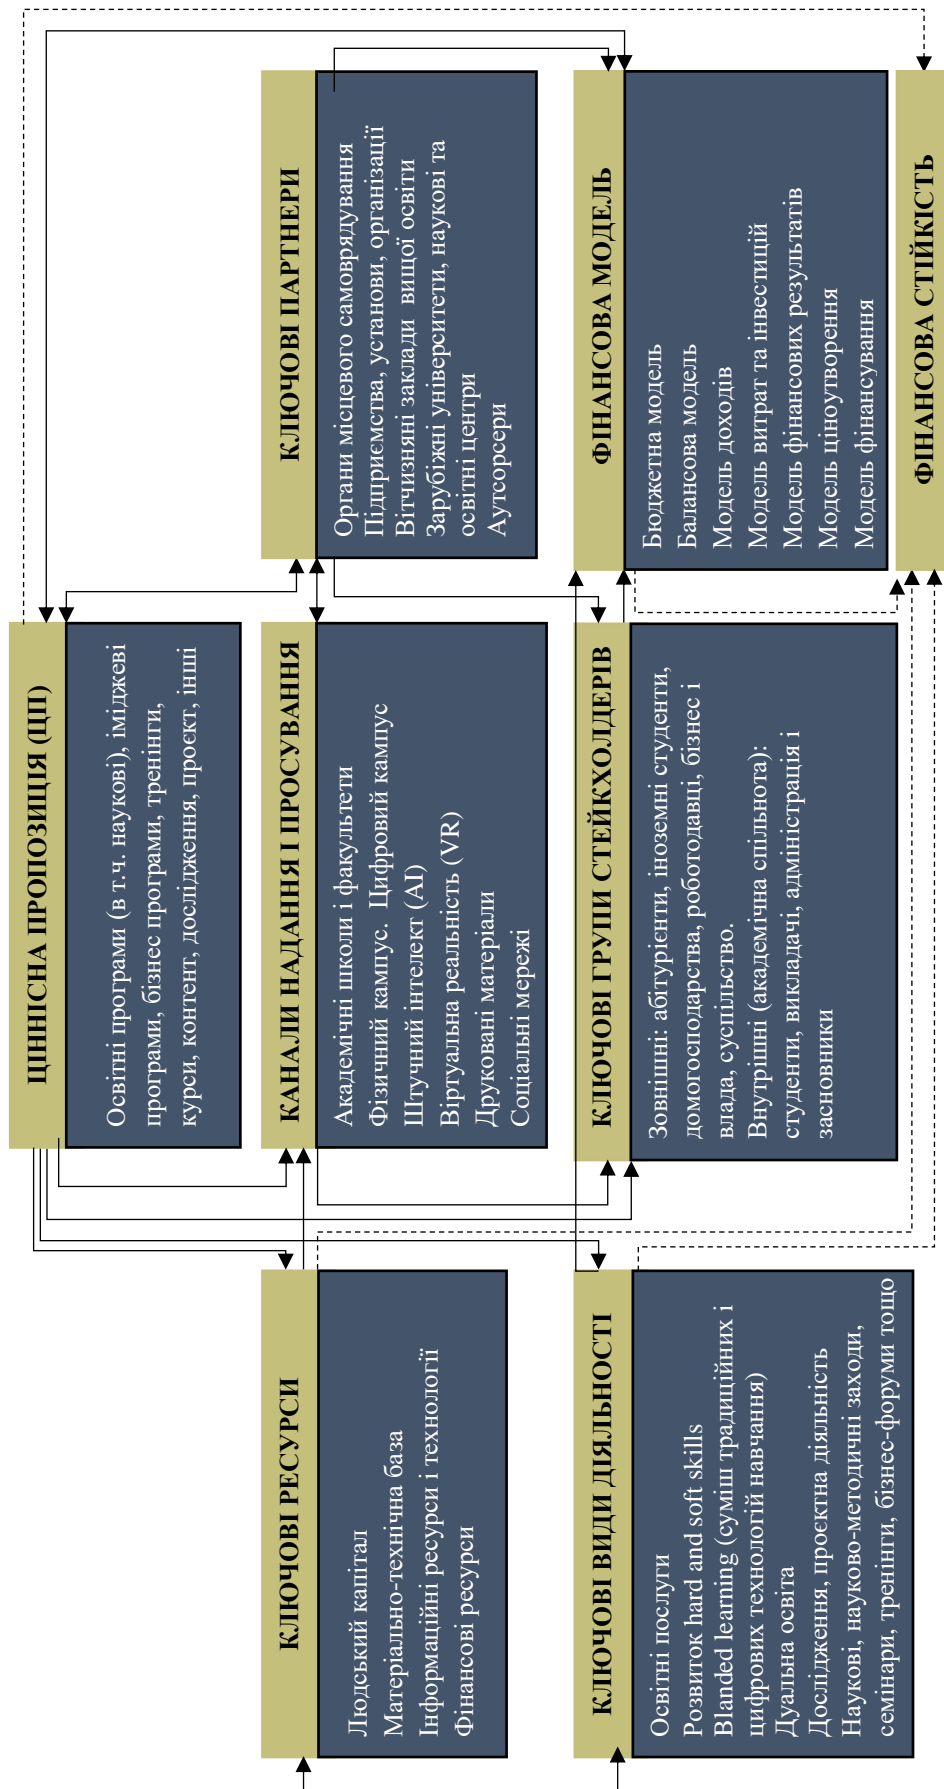 ЦІННІСНА ПРОПОЗИЦІЯ (ЦП)
Освітні програми (в т.ч. наукові), іміджеві
програми, бізнес програми, тренінги,
курси, контент, дослідження, проєкт, інші
КЛЮЧОВІ РЕСУРСИ
Людський капітал
Матеріально-технічна база
Інформаційні ресурси і технології
Фінансові ресурси
КАНАЛИ НАДАННЯ І ПРОСУВАННЯ
Академічні школи і факультети
Фізичний кампус. Цифровий кампус
Штучний інтелект (AI)
Віртуальна реальність (VR)
Друковані матеріали
Соціальні мережі
КЛЮЧОВІ ПАРТНЕРИ
Органи місцевого самоврядування
Підприємства, установи, організації
Вітчизняні заклади вищої освіти
Зарубіжні університети, наукові та
освітні центри
Аутсорсери
КЛЮЧОВІ ВИДИ ДІЯЛЬНОСТІ
Освітні послуги
Розвиток hard and soft skills
Blanded learning (суміш традиційних і
цифрових технологій навчання)
Дуальна освіта
Дослідження, проєктна діяльність
Наукові, науково-методичні заходи,
семінари, тренінги, бізнес-форуми тощо
КЛЮЧОВІ ГРУПИ СТЕЙКХОЛДЕРІВ
Зовнішні: абітурієнти, іноземні студенти,
домогосподарства, роботодавці, бізнес і
влада, суспільство.
Внутрішні (академічна спільнота):
студенти, викладачі, адміністрація і
засновники
ФІНАНСОВА МОДЕЛЬ
Бюджетна модель
Балансова модель
Модель доходів
Модель витрат та інвестицій
Модель фінансових результатів
Модель ціноутворення
Модель фінансування
ФІНАНСОВА СТІЙКІСТЬ